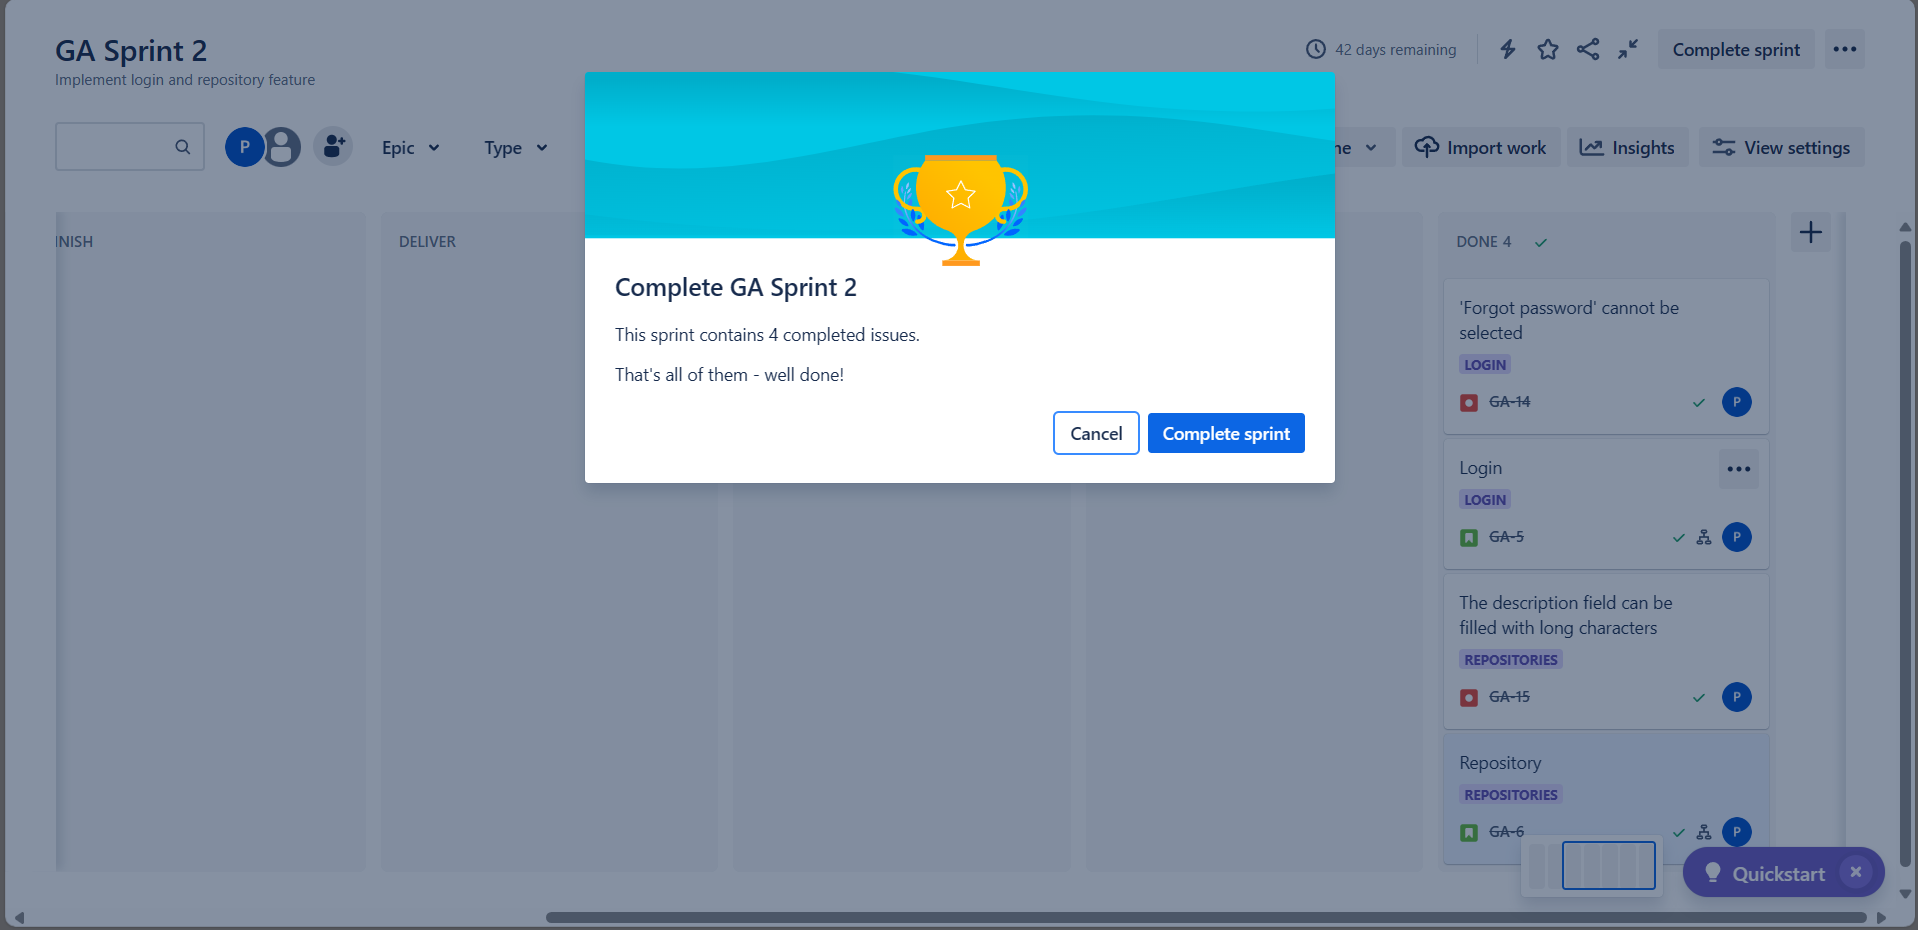 GA Sprint 2
Implement login and repository feature
42 days remaining
Complete sprint
P
Epic
Type
Import work
Insights
View settings
DELIVER
DONE 4
Complete GA Sprint 2
This sprint contains 4 completed issues.
That's all of them - well done!
Cancel
Complete sprint
'Forgot password' cannot be
selected
LOGIN
GA-14
P
Login
LOGIN
GA-5
P
The description field can be
filled with long characters
REPOSITORIES
GA-15
P
Repository
REPOSITORIES
GA-6
P
Quickstart